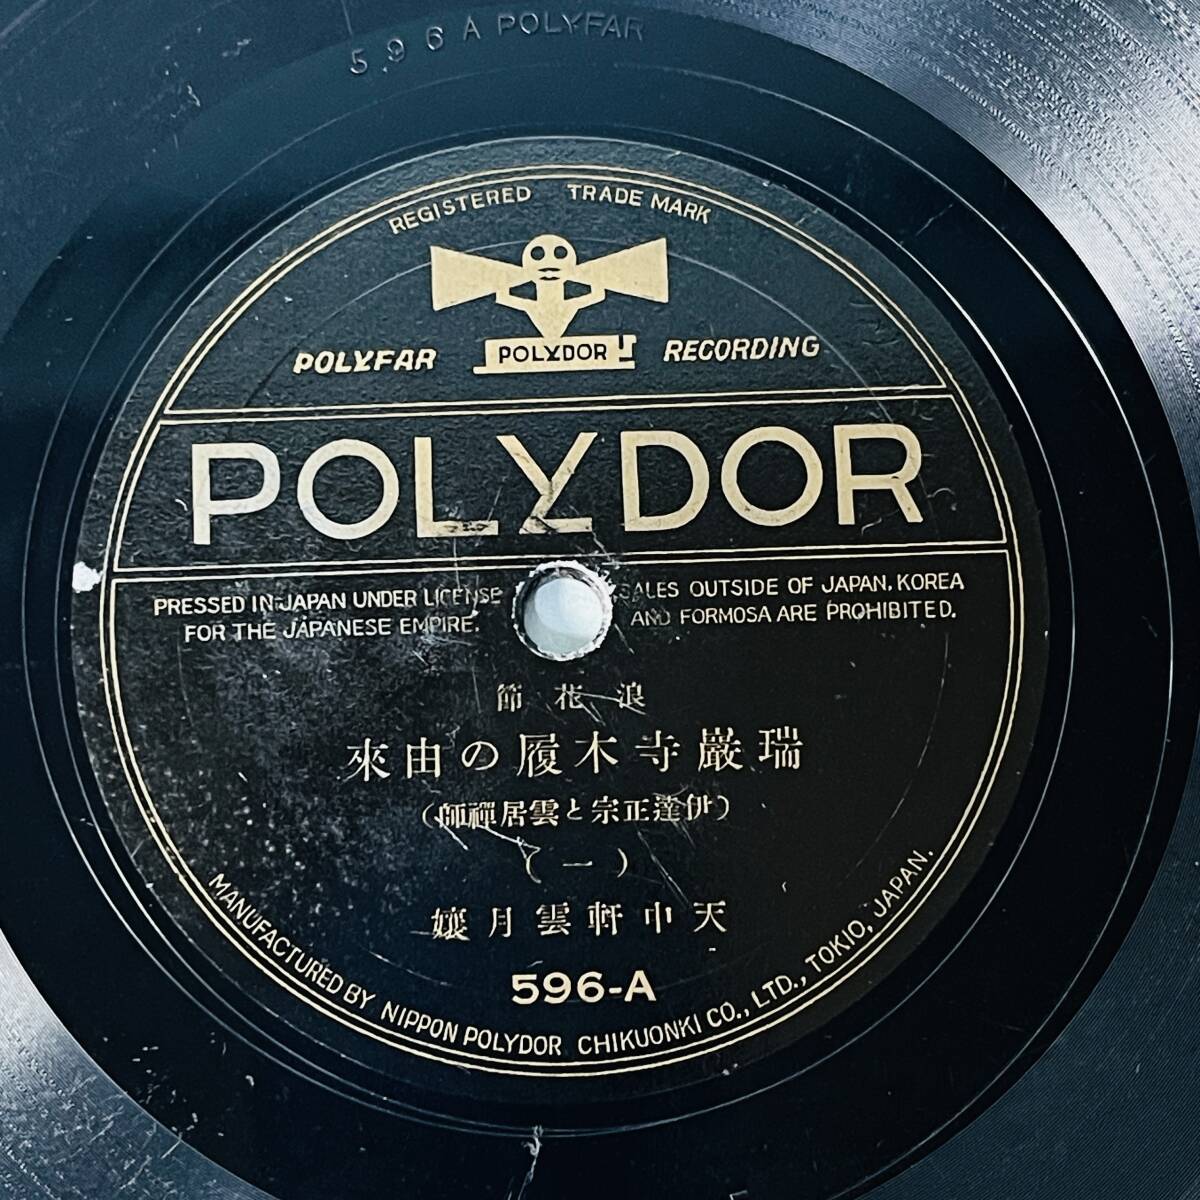 596 A POLYFAR
REGISTERED TRADE MARK
POLYFAR POLYDOR RECORDING
POLYDOR
PRESSED IN JAPAN UNDER LICENSE
FOR THE JAPANESE EMPIRE.
SALES OUTSIDE OF JAPAN, KOREA
AND FORMOSA ARE PROHIBITED.
浪花節
瑞巌寺木履の由來
(伊達正宗と雲居禪師)
(一)
天中軒雲月孃
596-A
MANUFACTURED BY NIPPON POLYDOR CHIKUONKI CO., LTD., TOKIO, JAPAN.